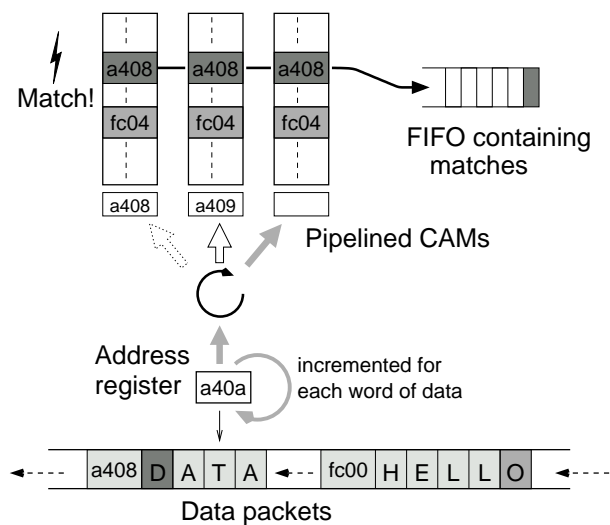 a408 a408 a408
Match!
fc04 fc04 fc04
FIFO containing
matches
a408 a409
Pipelined CAMs
Address
register
incremented for
each word of data
a40a
a408 D A T A fc00 H E L L O
Data packets